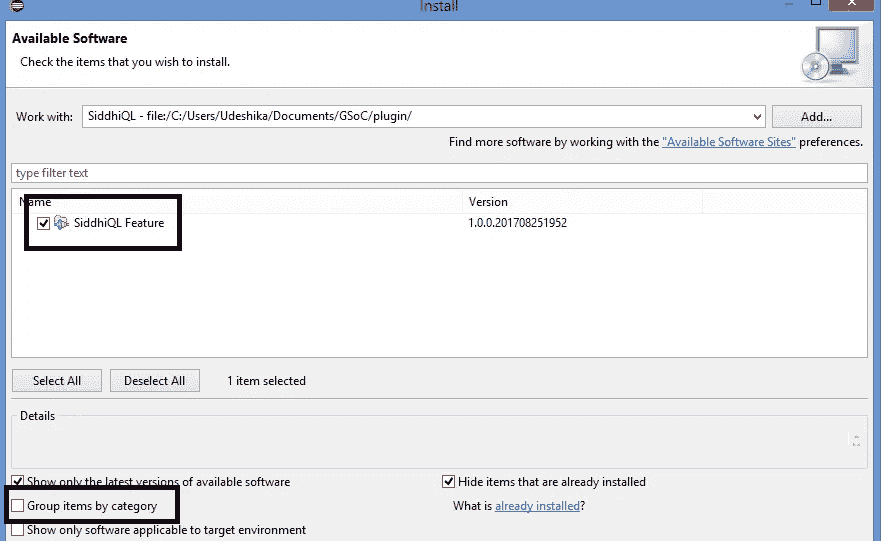 Install
Available Software
Check the items that you wish to install.
Work with: SiddhiQL - file:/C:/Users/Udeshika/Documents/GSoC/plugin/ Add...
Find more software by working with the "Available Software Sites" preferences.
type filter text
Name Version
SiddhiQL Feature 1.0.0.201708251952
Select All Deselect All 1 item selected
Details
Show only the latest versions of available software Hide items that are already installed
Group items by category What is already installed?
Show only software applicable to target environment